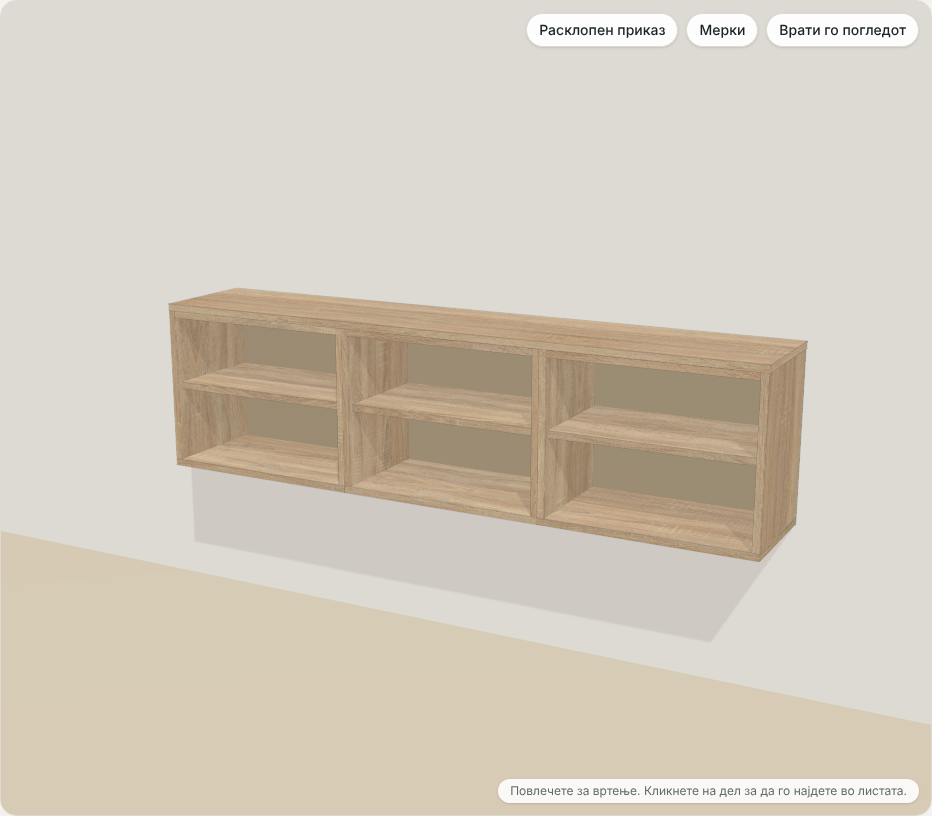 Расклопен приказ
Мерки
Врати го погледот
Повлечете за вртење. Кликнете на дел за да го најдете во листата.